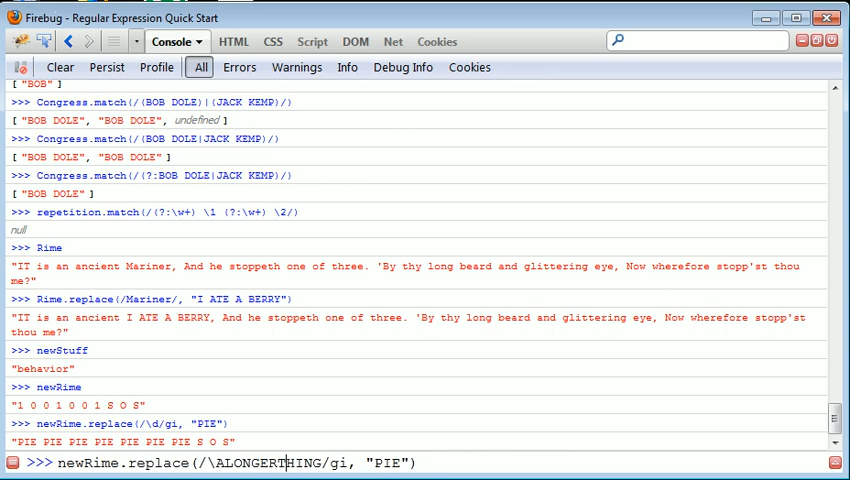 Firebug - Regular Expression Quick Start
Console HTML CSS Script DOM Net Cookies
Clear Persist Profile All Errors Warnings Info Debug Info Cookies
["BOB"]
>>> Congress.match(/(BOB DOLE)|(JACK KEMP)/)
["BOB DOLE", "BOB DOLE", undefined]
>>> Congress.match(/(BOB DOLE|JACK KEMP)/)
["BOB DOLE", "BOB DOLE"]
>>> Congress.match(/(?:BOB DOLE|JACK KEMP)/)
["BOB DOLE"]
>>> repetition.match(/(?:\w+) \1 (?:\w+) \2/)
null
>>> Rime
"IT is an ancient Mariner, And he stoppeth one of three. 'By thy long beard and glittering eye, Now wherefore stopp'st thou
me?"
>>> Rime.replace(/Mariner/, "I ATE A BERRY")
"IT is an ancient I ATE A BERRY, And he stoppeth one of three. 'By thy long beard and glittering eye, Now wherefore stopp'st
thou me?"
>>> newStuff
"behavior"
>>> newRime
"1 0 0 1 0 0 1 S O S"
>>> newRime.replace(/\d/gi, "PIE")
"PIE PIE PIE PIE PIE PIE PIE S O S"
>>> newRime.replace(/\ALONGERTHING/gi, "PIE")